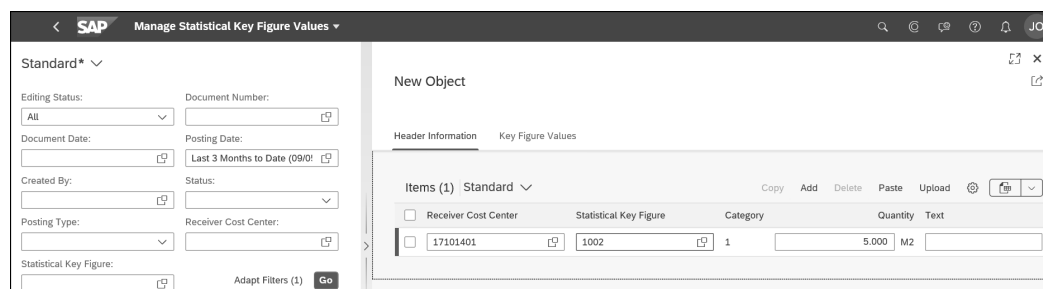 SAP Manage Statistical Key Figure Values
JO
Standard*
Editing Status:
Document Number:
All
Document Date:
Posting Date:
Last 3 Months to Date (09/0
Created By:
Status:
Posting Type:
Receiver Cost Center:
Statistical Key Figure:
Adapt Filters (1) Go
New Object
Header Information Key Figure Values
Items (1) Standard
Copy Add Delete Paste Upload
Receiver Cost Center Statistical Key Figure Category Quantity Text
17101401 1002 1 5.000 M2